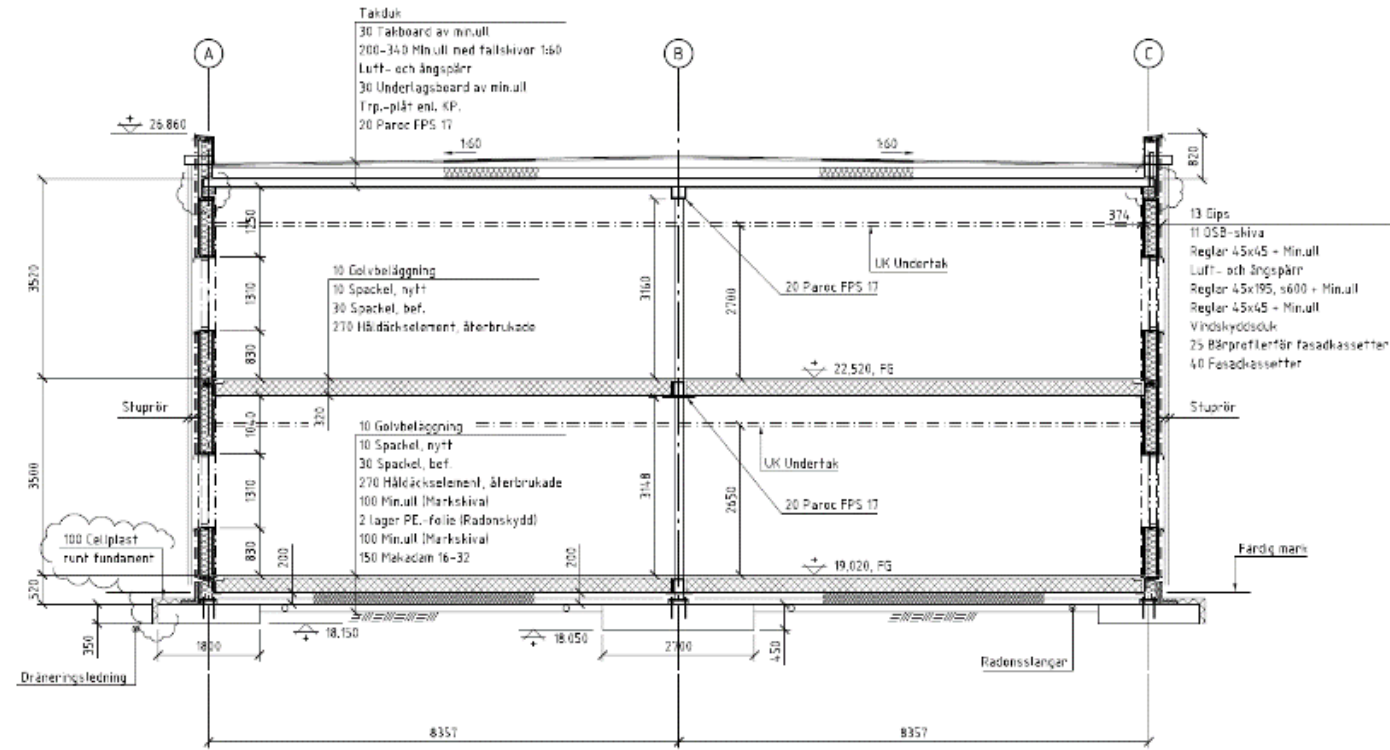 Takduk
30 Takboard av min.ull
200-340 Min.ull med fallskivor 1:60
Luft- och ångspärr
30 Underlagsboard av min.ull
Trp.-plåt enl. KP.
20 Paroc FPS 17
A
B
C
26.860
1:60
1:60
820
374
13 Gips
11 OSB-skiva
Reglar 45x45 + Min.ull
Luft- och ångspärr
Reglar 45x195, s600 + Min.ull
Reglar 45x45 + Min.ull
Vindskyddsduk
25 Bärprofilerför fasadkassetter
40 Fasadkassetter
1250
UK Undertak
10 Golvbeläggning
10 Spackel, nytt
30 Spackel, bef.
270 Håldäckselement, återbrukade
20 Paroc FPS 17
3520
1310
3160
2700
830
22,520, FG
Stuprör
Stuprör
320
1040
10 Golvbeläggning
10 Spackel, nytt
30 Spackel, bef.
270 Håldäckselement, återbrukade
100 Min.ull (Markskiva)
2 lager PE.-folie (Radonskydd)
100 Min.ull (Markskiva)
150 Makadam 16-32
UK Undertak
20 Paroc FPS 17
3500
1310
3148
2650
830
100 Cellplast
runt fundament
200
200
19,020, FG
Färdig mark
520
350
18.150
18.050
1800
2700
450
Dräneringsledning
Radonsslangar
8357
8357